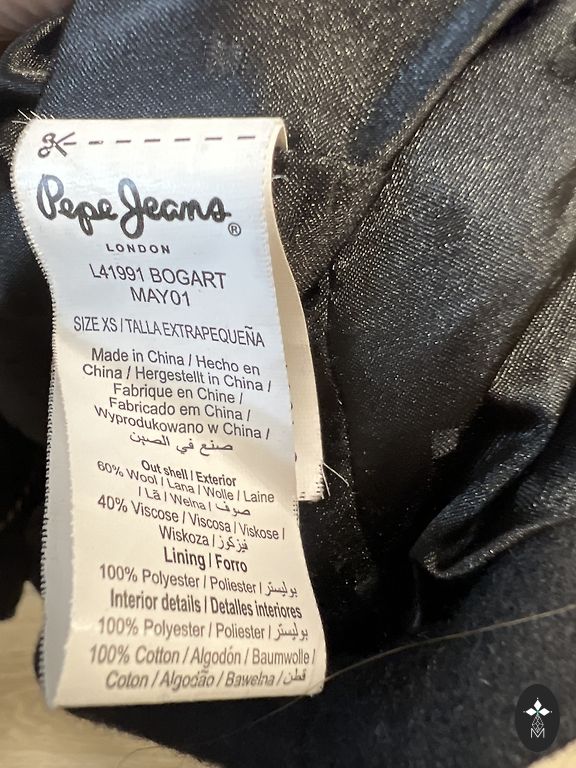 Pepe Jeans®
LONDON
L41991 BOGART
MAY01
SIZE XS / TALLA EXTRAPEQUEÑA
Made in China / Hecho en
China / Hergestellt in China /
Fabrique en Chine /
Fabricado em China /
Wyprodukowano w China /
صنع في الصين
Out shell / Exterior
60% Wool / Lana / Wolle / Laine
/ Lã / Wełna / صوف
40% Viscose / Viscosa / Viskose /
Wiskoza / فيزكوز
Lining / Forro
100% Polyester / Poliester / بوليستر
Interior details / Detalles interiores
100% Polyester / Poliester / بوليستر
100% Cotton / Algodón / Baumwolle /
Coton / Algodão / Bawełna / قطن
M